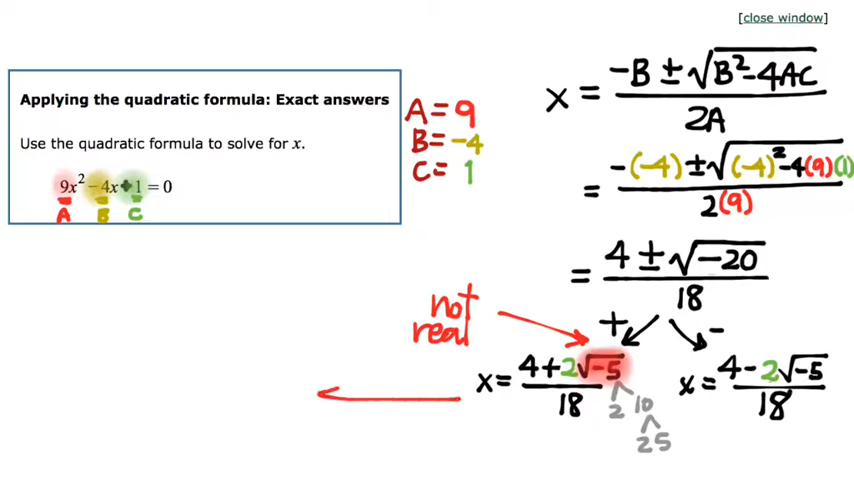 [close window]
Applying the quadratic formula: Exact answers
Use the quadratic formula to solve for x.
9x² − 4x + 1 = 0
A B C
A = 9
B = -4
C = 1
x = (-B ± √(B² - 4AC)) / 2A
= (-(-4) ± √((-4)² - 4(9)(1))) / 2(9)
= (4 ± √(-20)) / 18
+ -
not
real
x = (4 + 2√(-5)) / 18
x = (4 - 2√(-5)) / 18
2 10
2 5